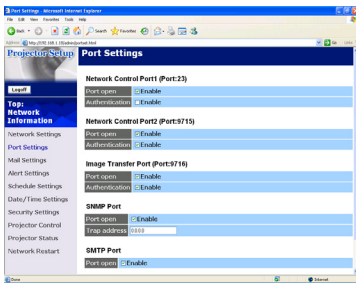 Port Settings - Microsoft Internet Explorer
File Edit View Favorites Tools Help
Back Search Favorites
Projector Setup
Port Settings
Logoff
Top:
Network
Information
Network Settings
Port Settings
Mail Settings
Alert Settings
Schedule Settings
Date/Time Settings
Security Settings
Projector Control
Projector Status
Network Restart
Network Control Port1 (Port:23)
Port open Enable
Authentication Enable
Network Control Port2 (Port:9715)
Port open Enable
Authentication Enable
Image Transfer Port (Port:9716)
Port open Enable
Authentication Enable
SNMP Port
Port open Enable
Trap address
SMTP Port
Port open Enable
Done
Internet